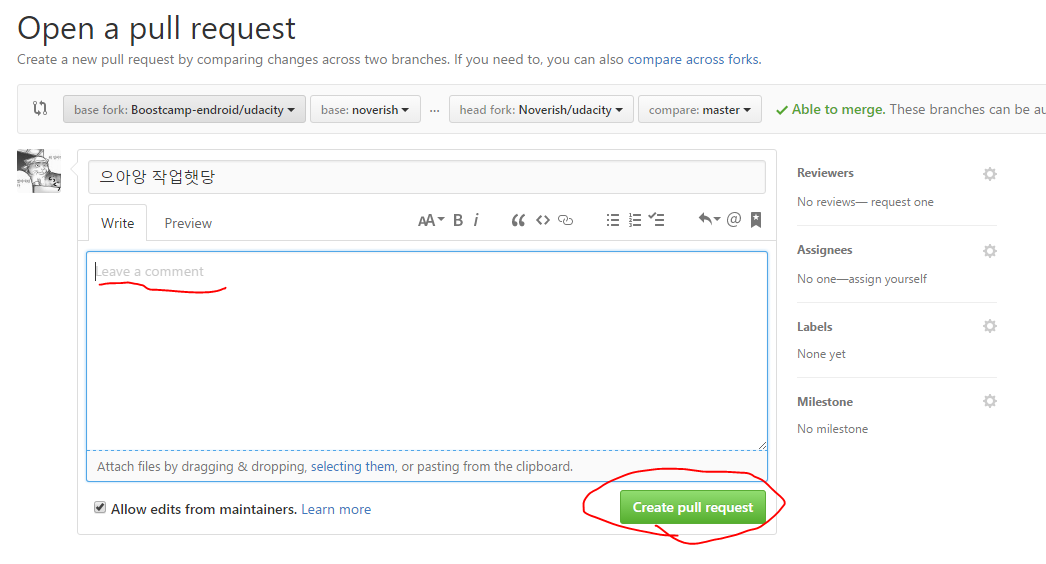 Open a pull request
Create a new pull request by comparing changes across two branches. If you need to, you can also compare across forks.
base fork: Boostcamp-endroid/udacity base: noverish ... head fork: Noverish/udacity compare: master Able to merge. These branches can be au
으아앙 작업햇당
Write Preview AA B i @
Leave a comment
Attach files by dragging & dropping, selecting them, or pasting from the clipboard.
Allow edits from maintainers. Learn more
Create pull request
Reviewers
No reviews— request one
Assignees
No one—assign yourself
Labels
None yet
Milestone
No milestone